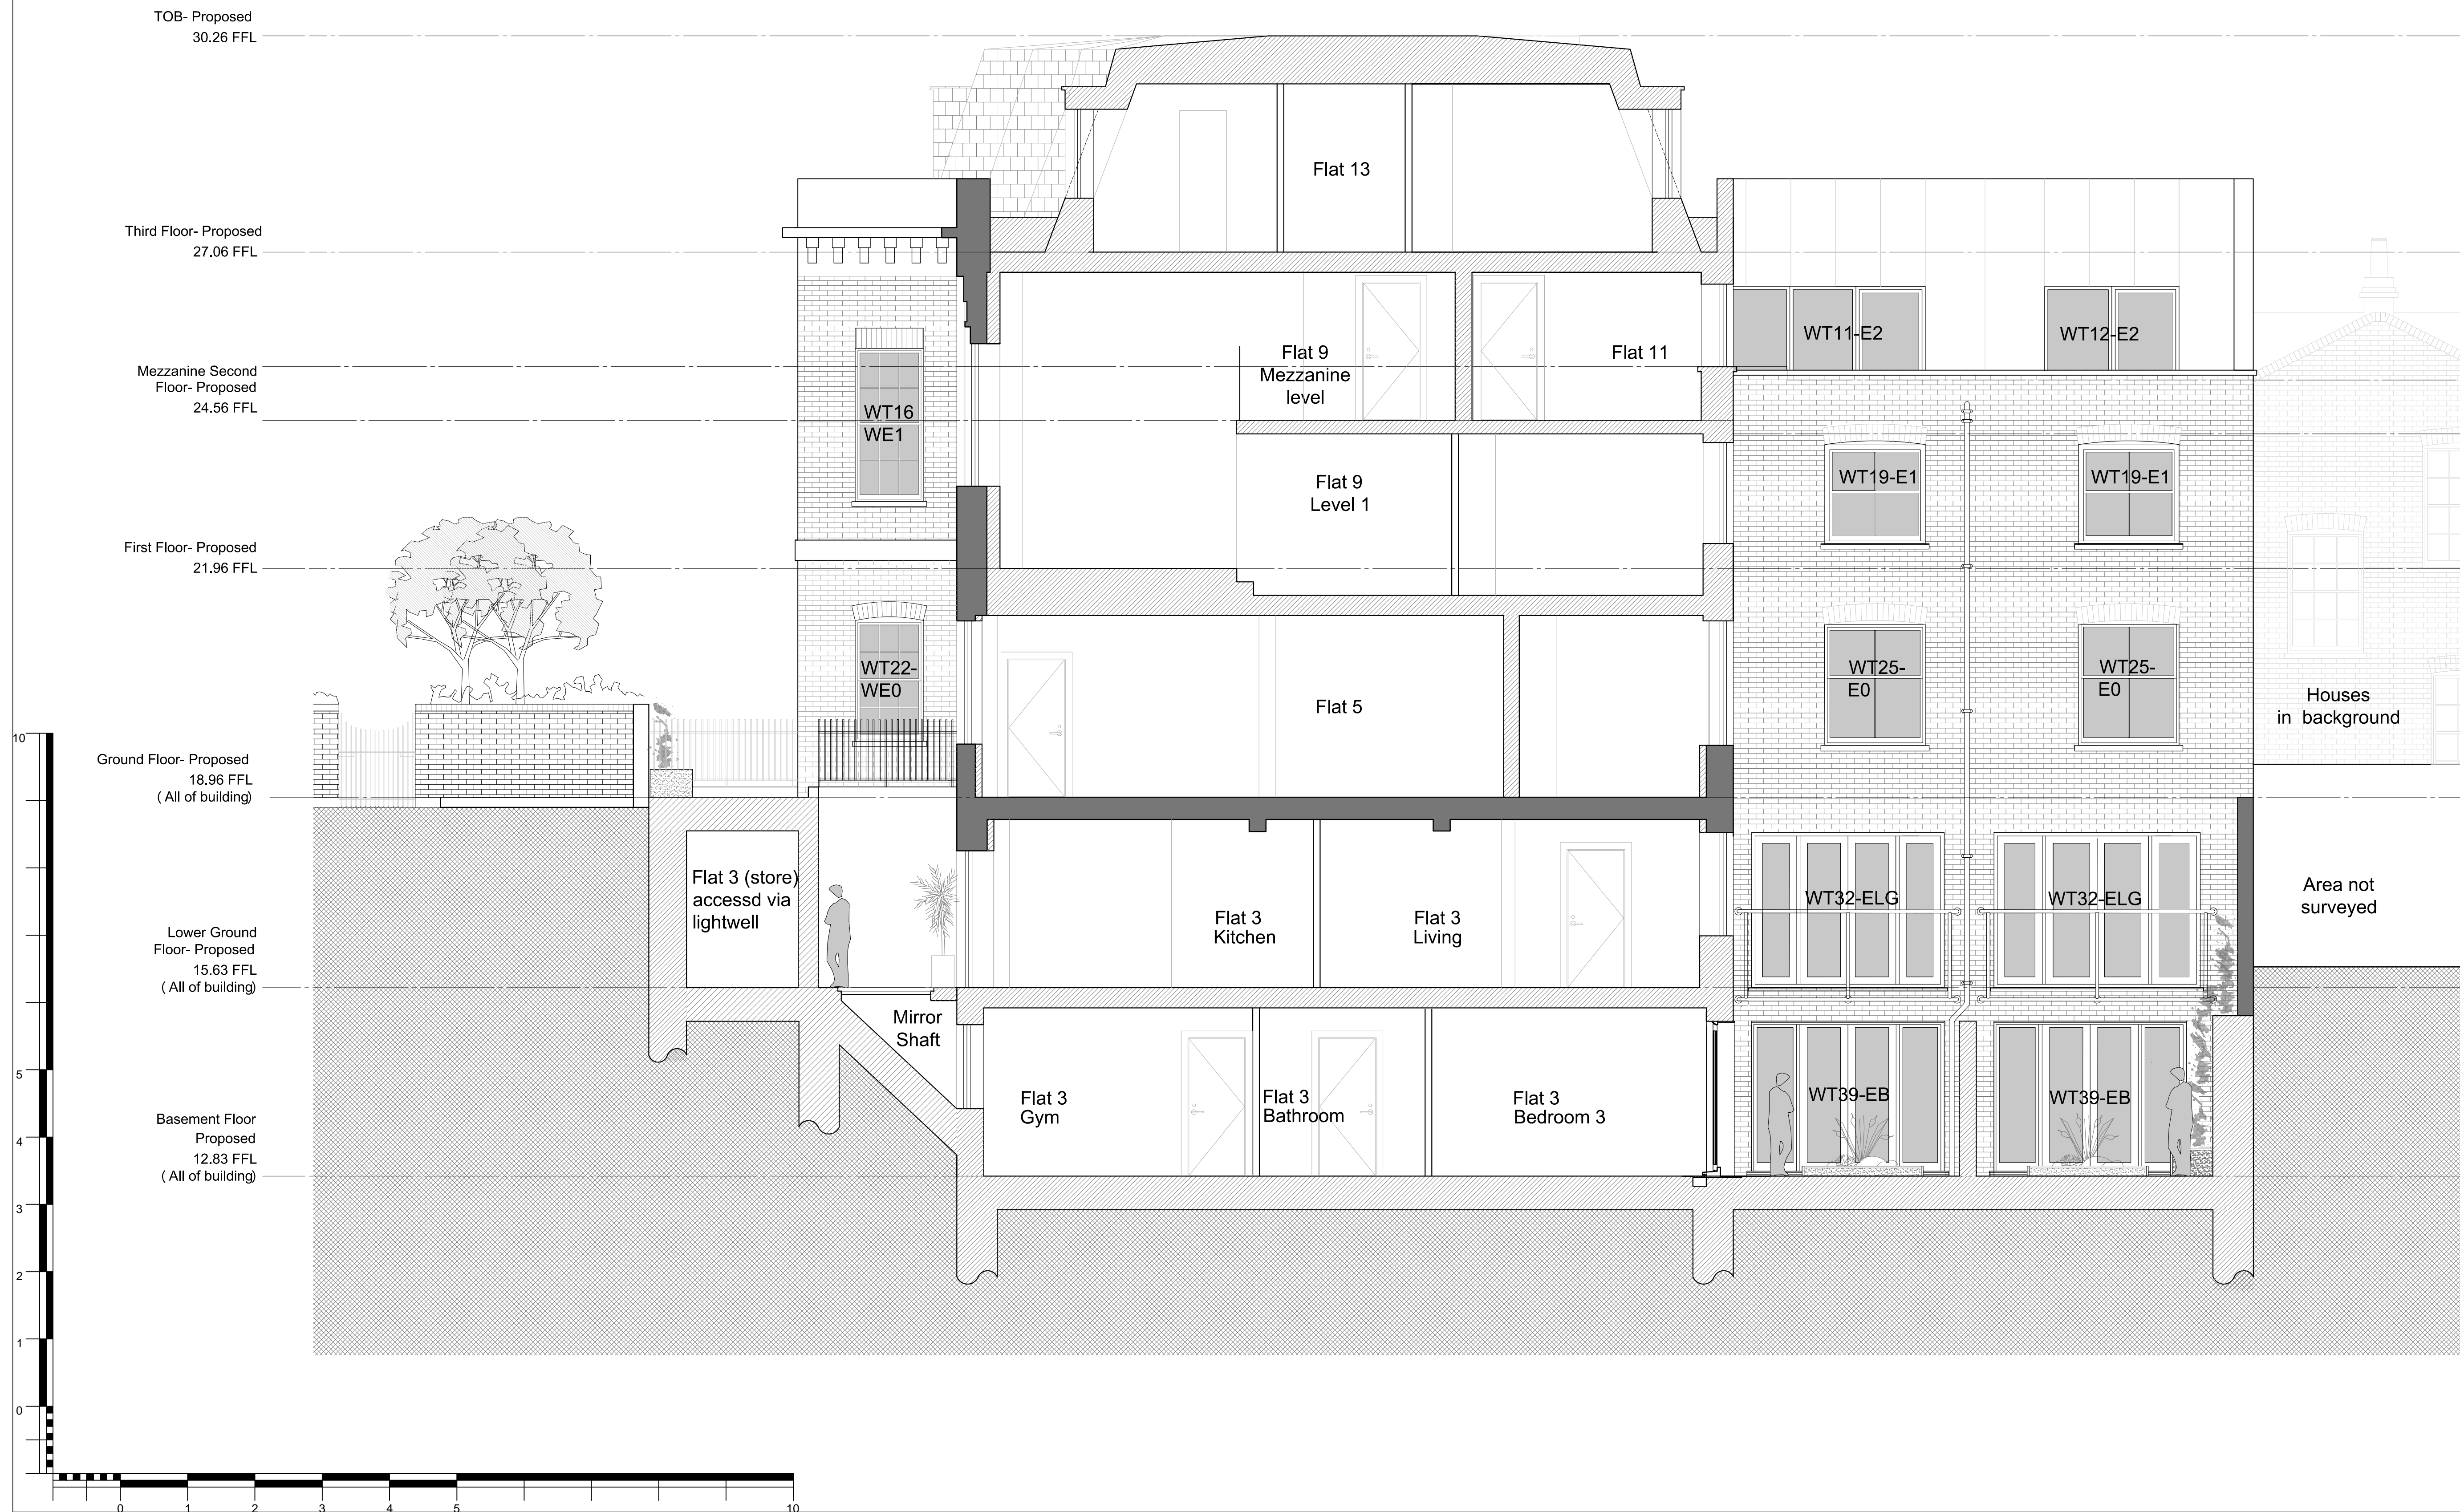 TOB- Proposed
30.26 FFL
Flat 13
Third Floor- Proposed
27.06 FFL
WT11-E2
WT12-E2
Flat 9
Mezzanine
level
Flat 11
Mezzanine Second
Floor- Proposed
24.56 FFL
WT16
WE1
Flat 9
Level 1
WT19-E1
WT19-E1
First Floor- Proposed
21.96 FFL
WT22-
WE0
Flat 5
WT25-
E0
WT25-
E0
Houses
in background
Ground Floor- Proposed
18.96 FFL
( All of building)
Flat 3 (store)
accessd via
lightwell
Flat 3
Kitchen
Flat 3
Living
WT32-ELG
WT32-ELG
Area not
surveyed
Lower Ground
Floor- Proposed
15.63 FFL
( All of building)
Mirror
Shaft
Flat 3
Gym
Flat 3
Bathroom
Flat 3
Bedroom 3
WT39-EB
WT39-EB
Basement Floor
Proposed
12.83 FFL
( All of building)
10
5
4
3
2
1
0
0 1 2 3 4 5 10